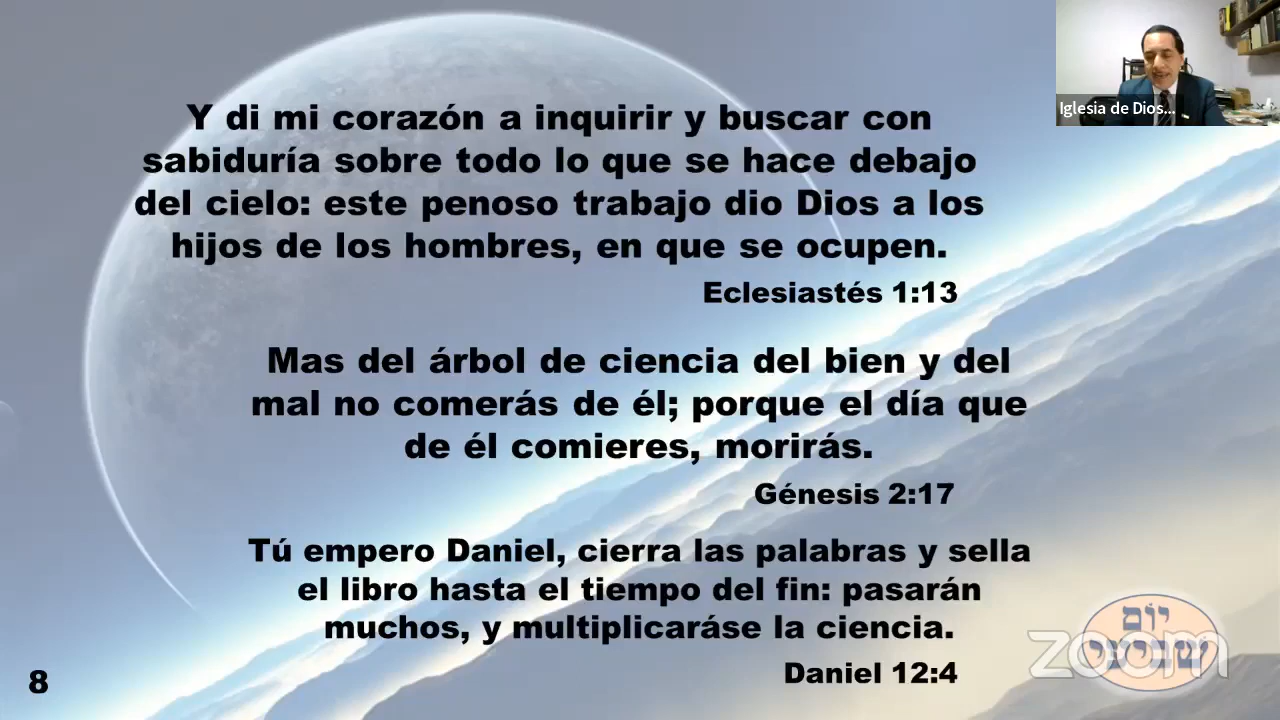 Y di mi corazón a inquirir y buscar con
sabiduría sobre todo lo que se hace debajo
del cielo: este penoso trabajo dio Dios a los
hijos de los hombres, en que se ocupen.
Eclesiastés 1:13
Mas del árbol de ciencia del bien y del
mal no comerás de él; porque el día que
de él comieres, morirás.
Génesis 2:17
Tú empero Daniel, cierra las palabras y sella
el libro hasta el tiempo del fin: pasarán
muchos, y multiplicaráse la ciencia.
Daniel 12:4
8
Iglesia de Dios...
יוֹם
שביעי
zoom